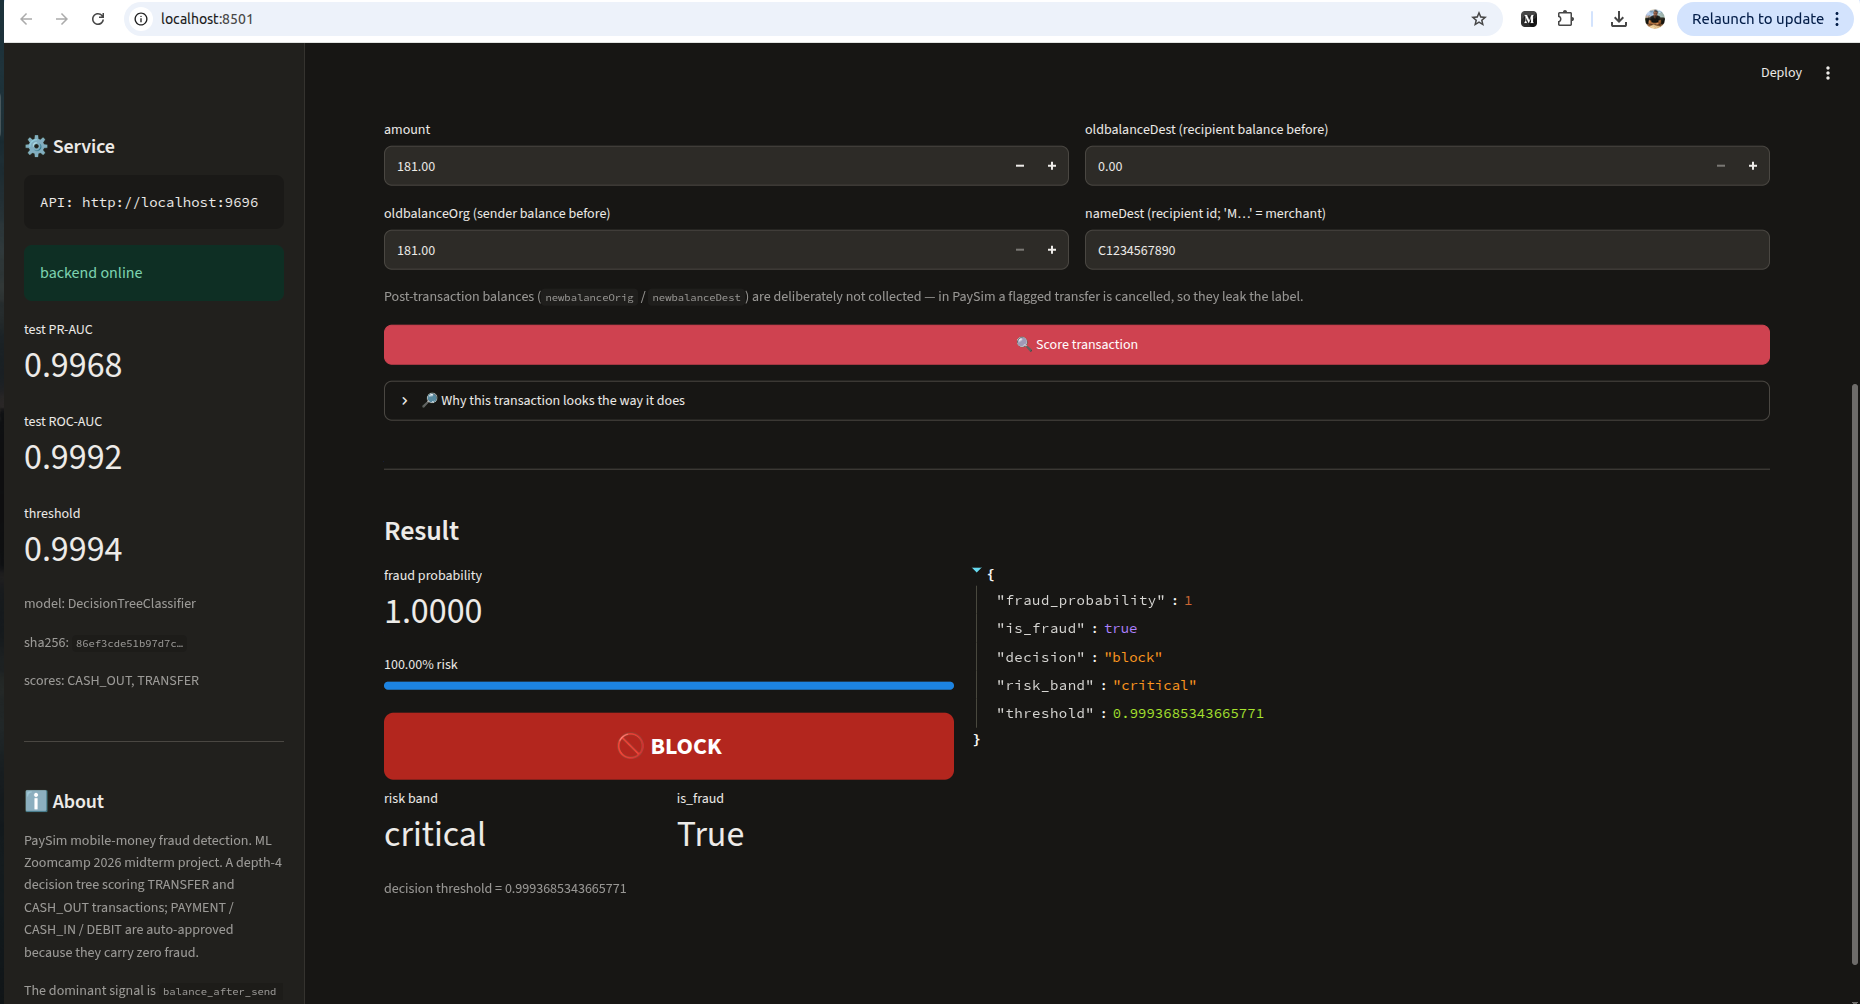 localhost:8501
M
Relaunch to update
Deploy
⚙️ Service
API: http://localhost:9696
backend online
test PR-AUC
0.9968
test ROC-AUC
0.9992
threshold
0.9994
model: DecisionTreeClassifier
sha256: 86ef3cde51b97d7c…
scores: CASH_OUT, TRANSFER
ℹ️ About
PaySim mobile-money fraud detection. ML
Zoomcamp 2026 midterm project. A depth-4
decision tree scoring TRANSFER and
CASH_OUT transactions; PAYMENT /
CASH_IN / DEBIT are auto-approved
because they carry zero fraud.
The dominant signal is balance_after_send
amount
181.00
oldbalanceDest (recipient balance before)
0.00
oldbalanceOrg (sender balance before)
181.00
nameDest (recipient id; 'M…' = merchant)
C1234567890
Post-transaction balances ( newbalanceOrig / newbalanceDest ) are deliberately not collected — in PaySim a flagged transfer is cancelled, so they leak the label.
🔍 Score transaction
🔎 Why this transaction looks the way it does
Result
fraud probability
1.0000
100.00% risk
🚫 BLOCK
risk band
critical
is_fraud
True
decision threshold = 0.9993685343665771
{
"fraud_probability" : 1
"is_fraud" : true
"decision" : "block"
"risk_band" : "critical"
"threshold" : 0.9993685343665771
}